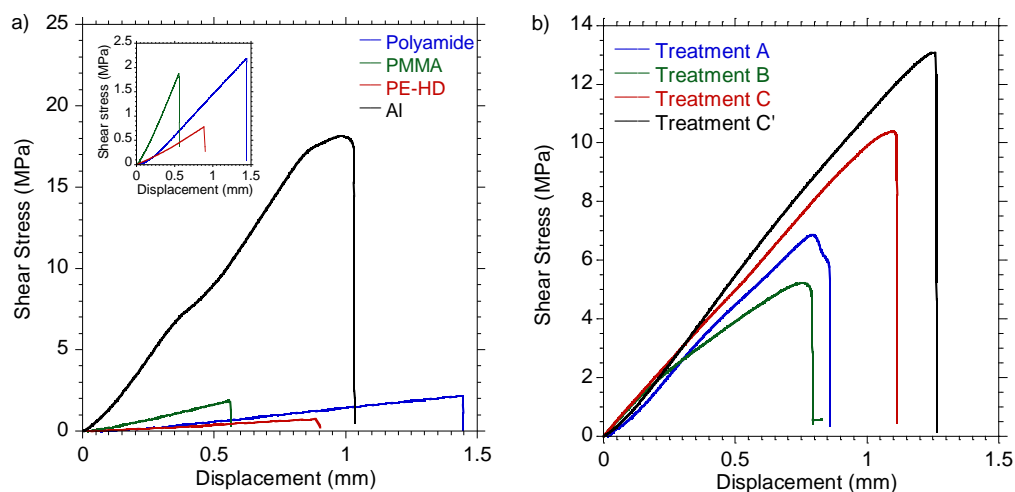 a)
25
20
15
10
5
0
Shear Stress (MPa)
0
0.5
1
1.5
Displacement (mm)
Polyamide
PMMA
PE-HD
Al
2.5
2
1.5
1
0.5
0
Shear stress (MPa)
0
0.5
1
1.5
Displacement (mm)
b)
14
12
10
8
6
4
2
0
Shear Stress (MPa)
0
0.5
1
1.5
Displacement (mm)
Treatment A
Treatment B
Treatment C
Treatment C'